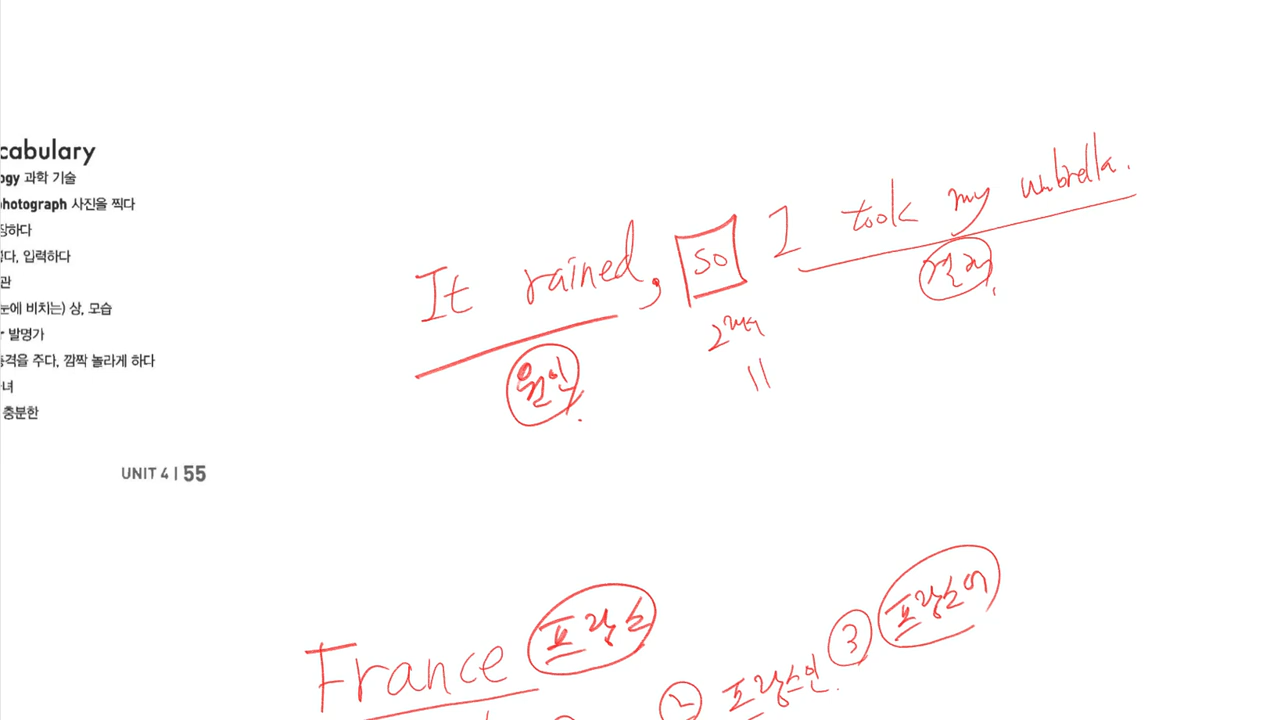 cabulary
ogy 과학 기술
photograph 사진을 찍다
장하다
다, 입력하다
관
눈에 비치는) 상, 모습
r 발명가
충격을 주다, 깜짝 놀라게 하다
녀
충분한
UNIT 4 | 55
It rained, so I took my umbrella.
원인
결과
France 프랑스
② 프랑스인.
③ 프랑스어